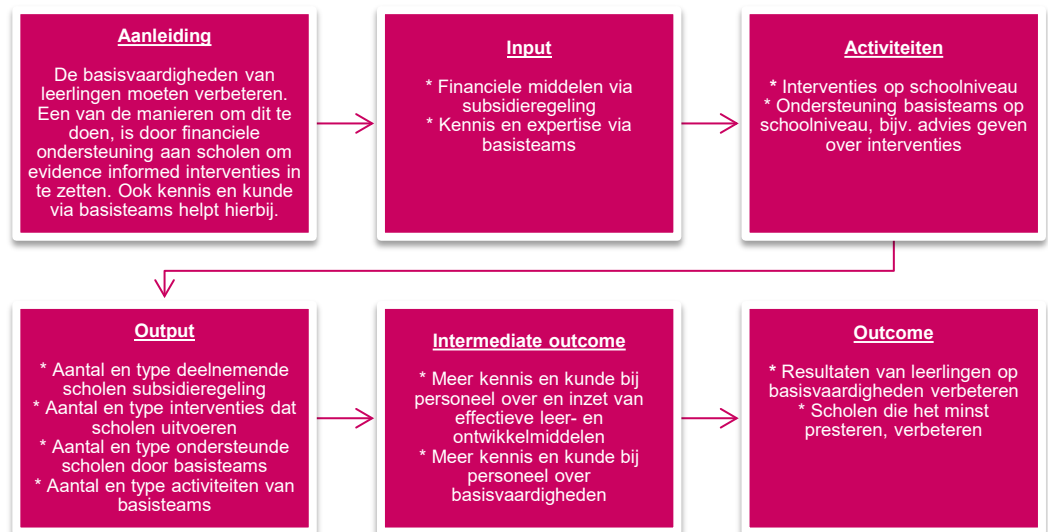 Aanleiding
De basisvaardigheden van
leerlingen moeten verbeteren.
Een van de manieren om dit te
doen, is door financiele
ondersteuning aan scholen om
evidence informed interventies in
te zetten. Ook kennis en kunde
via basisteams helpt hierbij.
Input
* Financiele middelen via
subsidieregeling
* Kennis en expertise via
basisteams
Activiteiten
* Interventies op schoolniveau
* Ondersteuning basisteams op
schoolniveau, bijv. advies geven
over interventies
Output
* Aantal en type deelnemende
scholen subsidieregeling
* Aantal en type interventies dat
scholen uitvoeren
* Aantal en type ondersteunde
scholen door basisteams
* Aantal en type activiteiten van
basisteams
Intermediate outcome
* Meer kennis en kunde bij
personeel over en inzet van
effectieve leer- en
ontwikkelmiddelen
* Meer kennis en kunde bij
personeel over
basisvaardigheden
Outcome
* Resultaten van leerlingen op
basisvaardigheden verbeteren
* Scholen die het minst
presteren, verbeteren